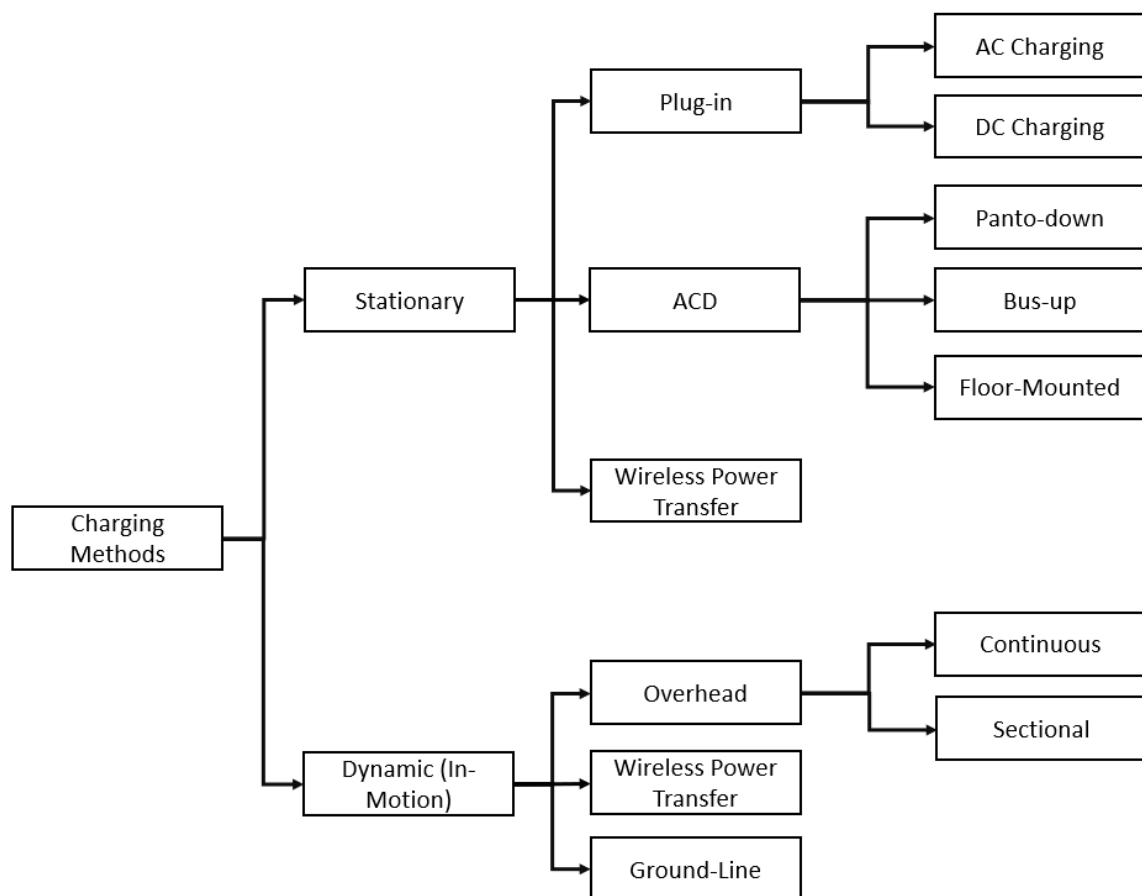 AC Charging
Plug-in
DC Charging
Panto-down
Stationary
ACD
Bus-up
Floor-Mounted
Wireless Power
Transfer
Charging
Methods
Continuous
Overhead
Sectional
Dynamic (In-
Motion)
Wireless Power
Transfer
Ground-Line